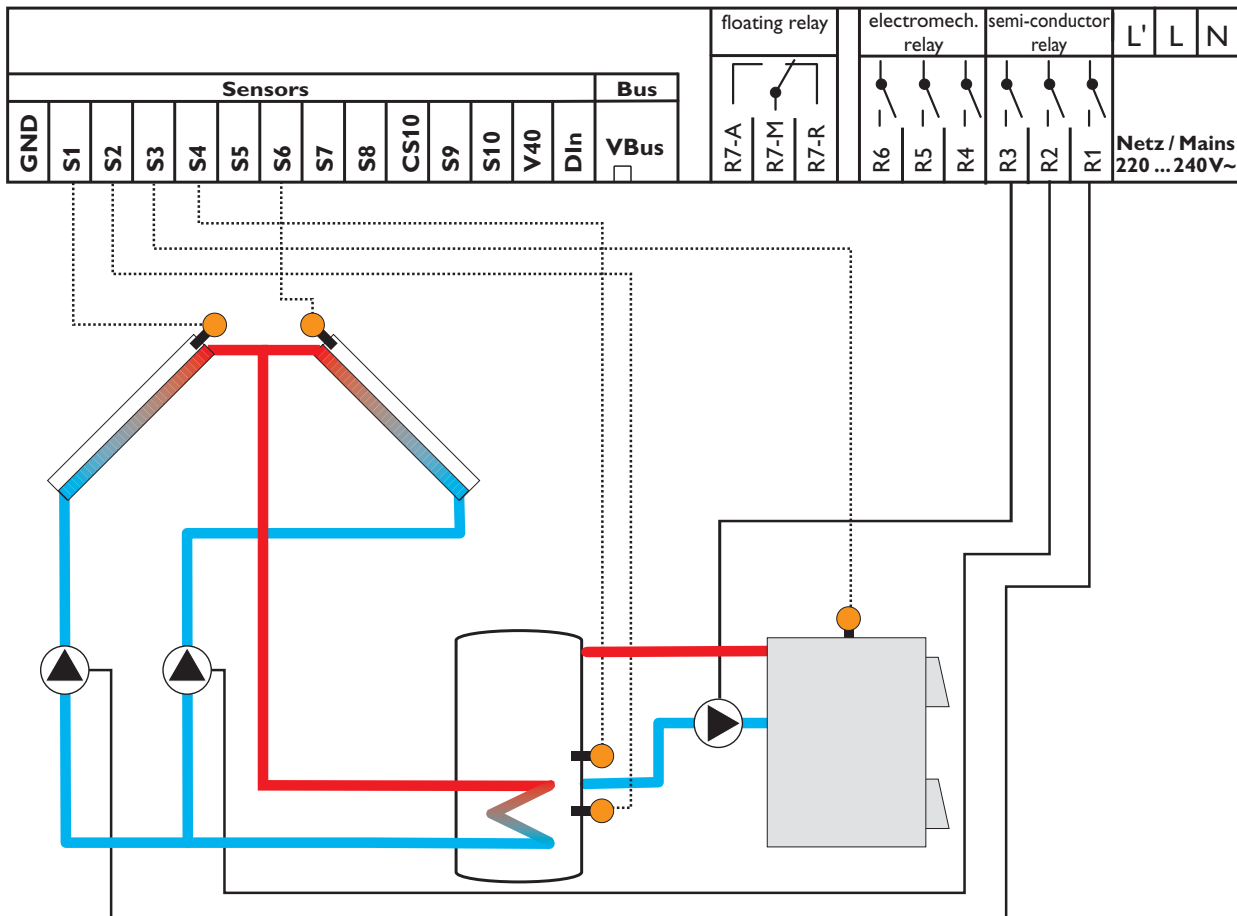 floating relay
electromech. relay
semi-conductor relay
L' L N
Sensors
Bus
GND S1 S2 S3 S4 S5 S6 S7 S8 CS10 S9 S10 V40 DIn
VBus
R7-A R7-M R7-R
R6 R5 R4 R3 R2 R1
Netz / Mains
220 ... 240V~